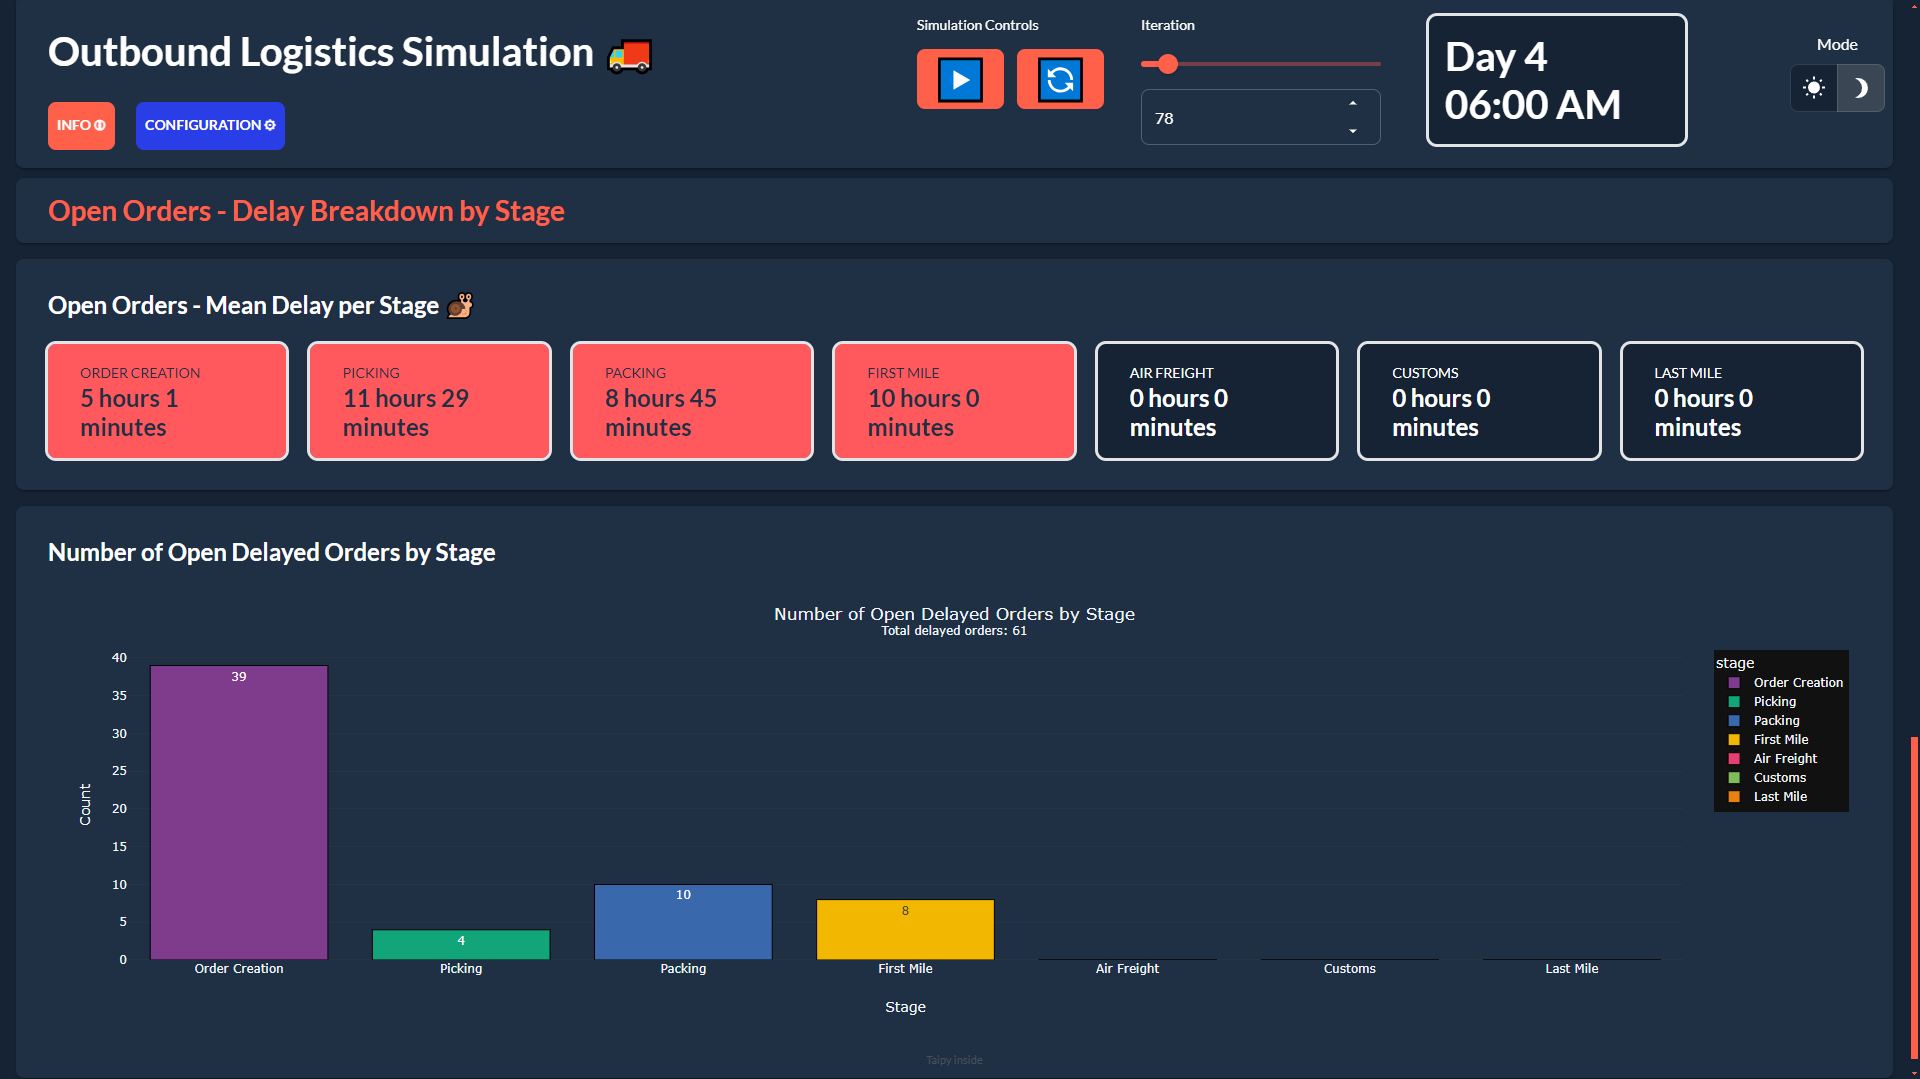 Outbound Logistics Simulation
INFO
CONFIGURATION
Simulation Controls
Iteration
78
Day 4
06:00 AM
Mode
Open Orders - Delay Breakdown by Stage
Open Orders - Mean Delay per Stage
ORDER CREATION
5 hours 1
minutes
PICKING
11 hours 29
minutes
PACKING
8 hours 45
minutes
FIRST MILE
10 hours 0
minutes
AIR FREIGHT
0 hours 0
minutes
CUSTOMS
0 hours 0
minutes
LAST MILE
0 hours 0
minutes
Number of Open Delayed Orders by Stage
Number of Open Delayed Orders by Stage
Total delayed orders: 61
Count
40
35
30
25
20
15
10
5
0
39
4
10
8
Order Creation
Picking
Packing
First Mile
Air Freight
Customs
Last Mile
Stage
stage
Order Creation
Picking
Packing
First Mile
Air Freight
Customs
Last Mile
Taipy inside